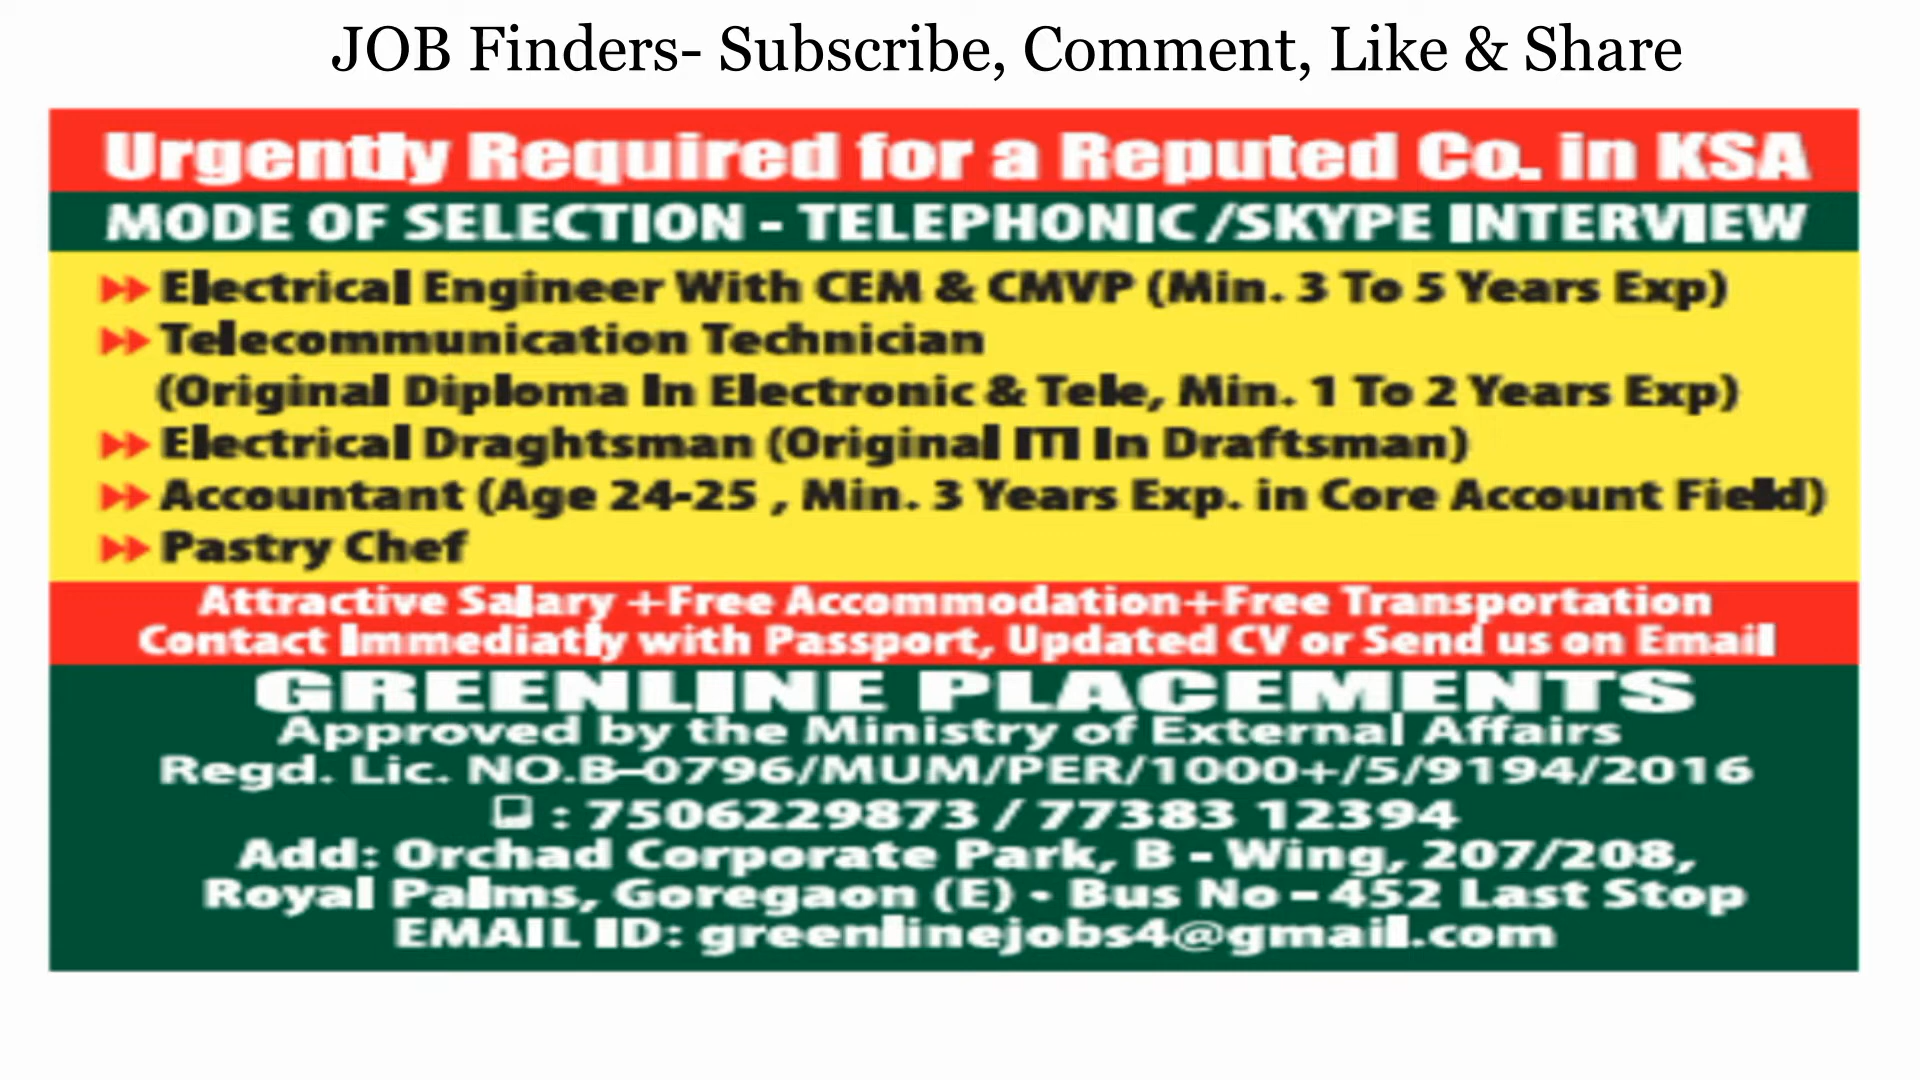 JOB Finders- Subscribe, Comment, Like & Share
Urgently Required for a Reputed Co. in KSA
MODE OF SELECTION - TELEPHONIC /SKYPE INTERVIEW
Electrical Engineer With CEM & CMVP (Min. 3 To 5 Years Exp)
Telecommunication Technician
(Original Diploma In Electronic & Tele, Min. 1 To 2 Years Exp)
Electrical Draghtsman (Original ITI In Draftsman)
Accountant (Age 24-25 , Min. 3 Years Exp. in Core Account Field)
Pastry Chef
Attractive Salary +Free Accommodation+Free Transportation
Contact Immediatly with Passport, Updated CV or Send us on Email
GREENLINE PLACEMENTS
Approved by the Ministry of External Affairs
Regd. Lic. NO.B–0796/MUM/PER/1000+/5/9194/2016
: 7506229873 / 77383 12394
Add: Orchad Corporate Park, B - Wing, 207/208,
Royal Palms, Goregaon (E) - Bus No - 452 Last Stop
EMAIL ID: greenlinejobs4@gmail.com